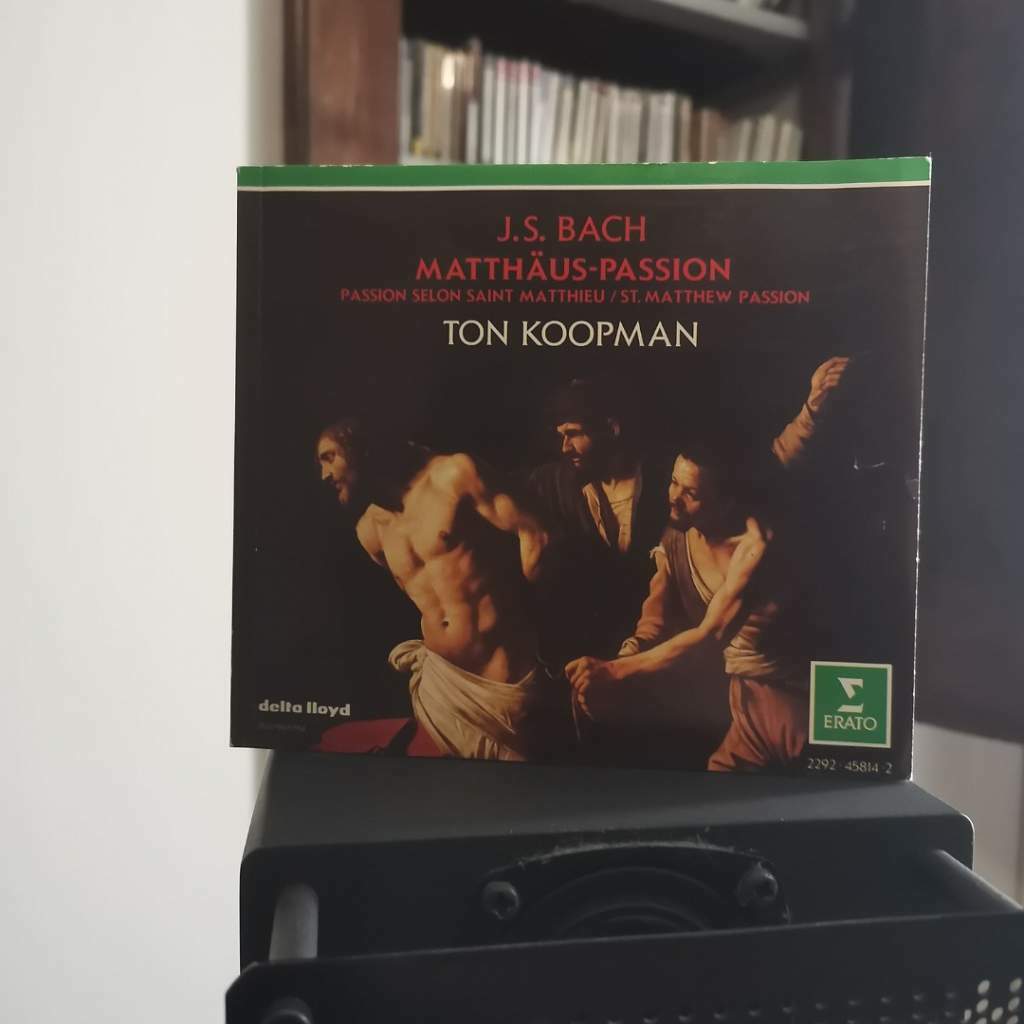 J.S. BACH
MATTHÄUS-PASSION
PASSION SELON SAINT MATTHIEU / ST. MATTHEW PASSION
TON KOOPMAN
delta lloyd
ERATO
2292-45814-2